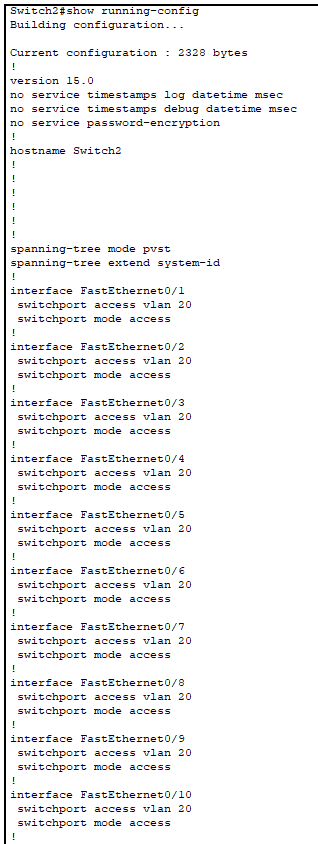 Switch2#show running-config
Building configuration...

Current configuration : 2328 bytes
!
version 15.0
no service timestamps log datetime msec
no service timestamps debug datetime msec
no service password-encryption
!
hostname Switch2
!
!
!
!
!
!
spanning-tree mode pvst
spanning-tree extend system-id
!
interface FastEthernet0/1
 switchport access vlan 20
 switchport mode access
!
interface FastEthernet0/2
 switchport access vlan 20
 switchport mode access
!
interface FastEthernet0/3
 switchport access vlan 20
 switchport mode access
!
interface FastEthernet0/4
 switchport access vlan 20
 switchport mode access
!
interface FastEthernet0/5
 switchport access vlan 20
 switchport mode access
!
interface FastEthernet0/6
 switchport access vlan 20
 switchport mode access
!
interface FastEthernet0/7
 switchport access vlan 20
 switchport mode access
!
interface FastEthernet0/8
 switchport access vlan 20
 switchport mode access
!
interface FastEthernet0/9
 switchport access vlan 20
 switchport mode access
!
interface FastEthernet0/10
 switchport access vlan 20
 switchport mode access
!